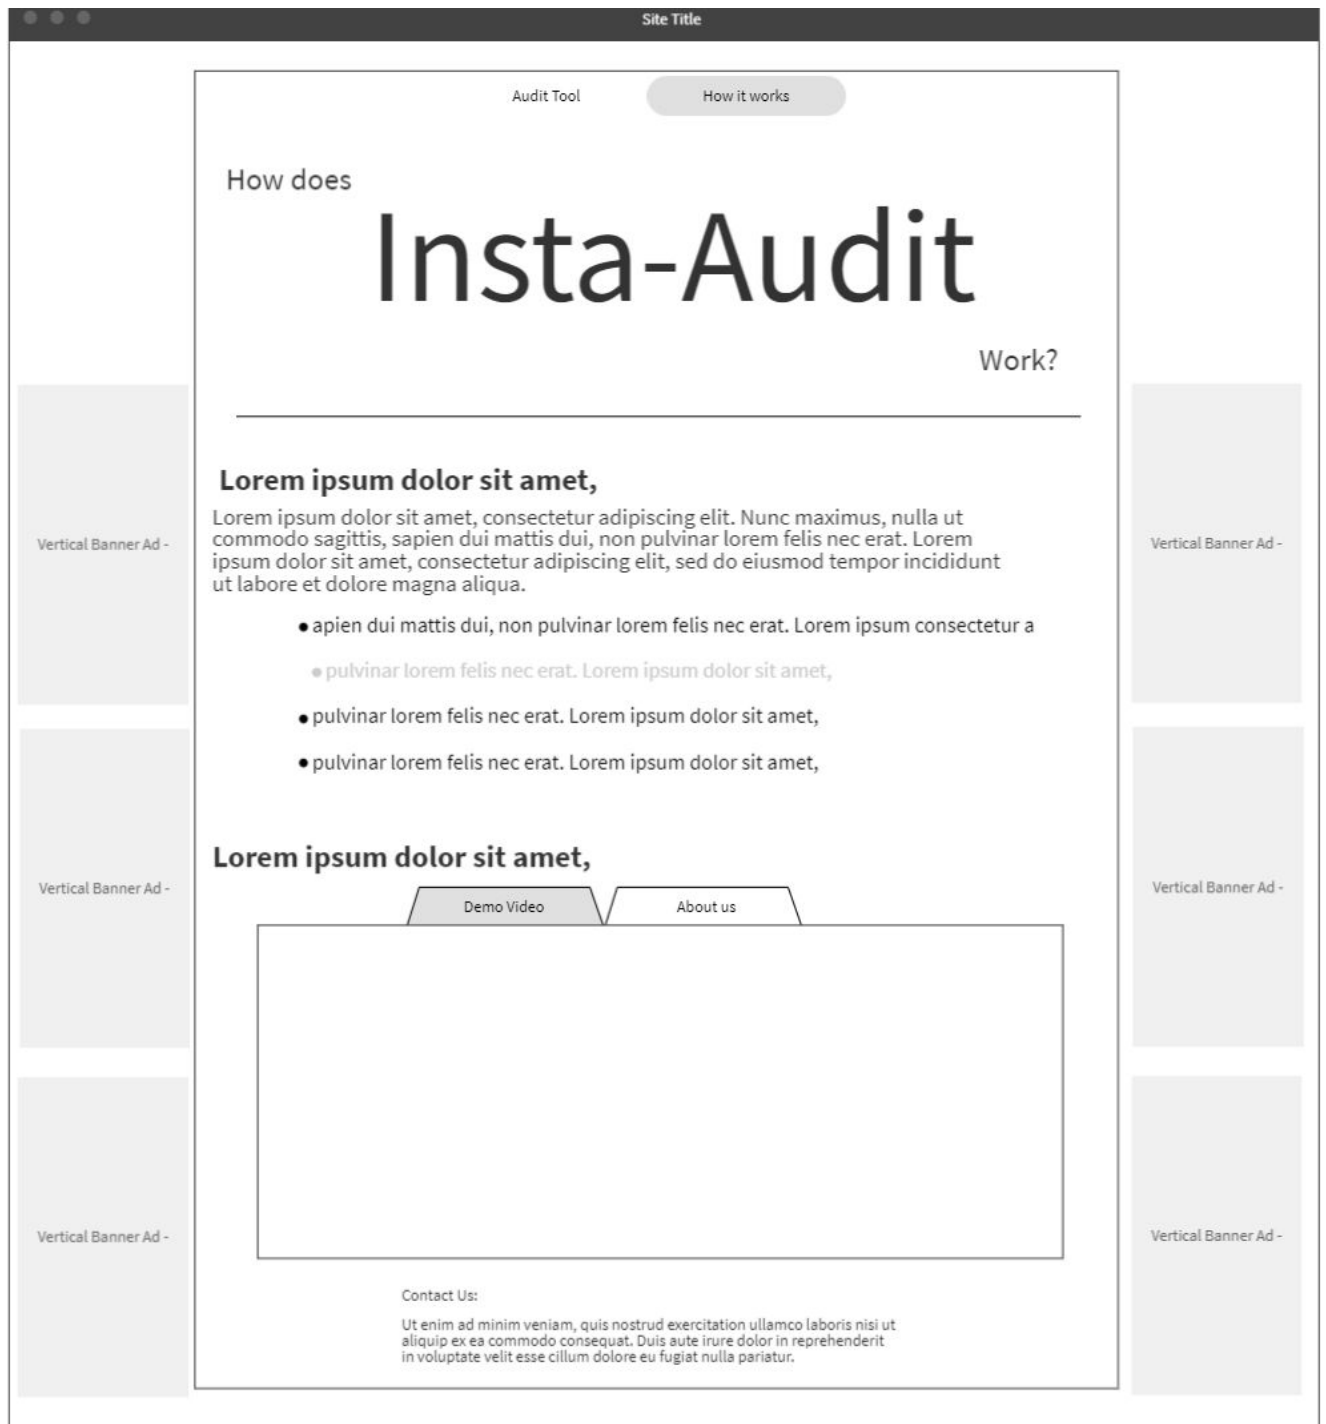 Site Title
Audit Tool
How it works
How does
Insta-Audit
Work?
Lorem ipsum dolor sit amet,
Lorem ipsum dolor sit amet, consectetur adipiscing elit. Nunc maximus, nulla ut
commodo sagittis, sapien dui mattis dui, non pulvinar lorem felis nec erat. Lorem
ipsum dolor sit amet, consectetur adipiscing elit, sed do eiusmod tempor incididunt
ut labore et dolore magna aliqua.
● apien dui mattis dui, non pulvinar lorem felis nec erat. Lorem ipsum consectetur a
● pulvinar lorem felis nec erat. Lorem ipsum dolor sit amet,
● pulvinar lorem felis nec erat. Lorem ipsum dolor sit amet,
● pulvinar lorem felis nec erat. Lorem ipsum dolor sit amet,
Lorem ipsum dolor sit amet,
Demo Video
About us
Contact Us:
Ut enim ad minim veniam, quis nostrud exercitation ullamco laboris nisi ut
aliquip ex ea commodo consequat. Duis aute irure dolor in reprehenderit
in voluptate velit esse cillum dolore eu fugiat nulla pariatur.
Vertical Banner Ad -
Vertical Banner Ad -
Vertical Banner Ad -
Vertical Banner Ad -
Vertical Banner Ad -
Vertical Banner Ad -